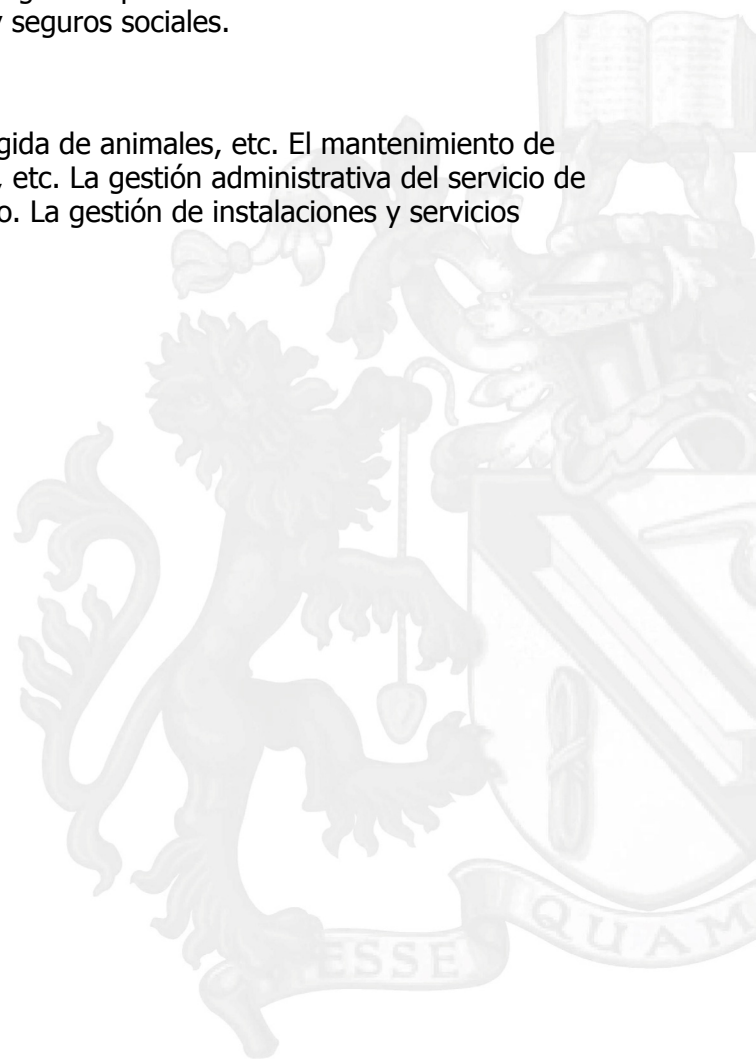 y seguros sociales.
gida de animales, etc. El mantenimiento de
, etc. La gestión administrativa del servicio de
o. La gestión de instalaciones y servicios
ESSE
QUAM